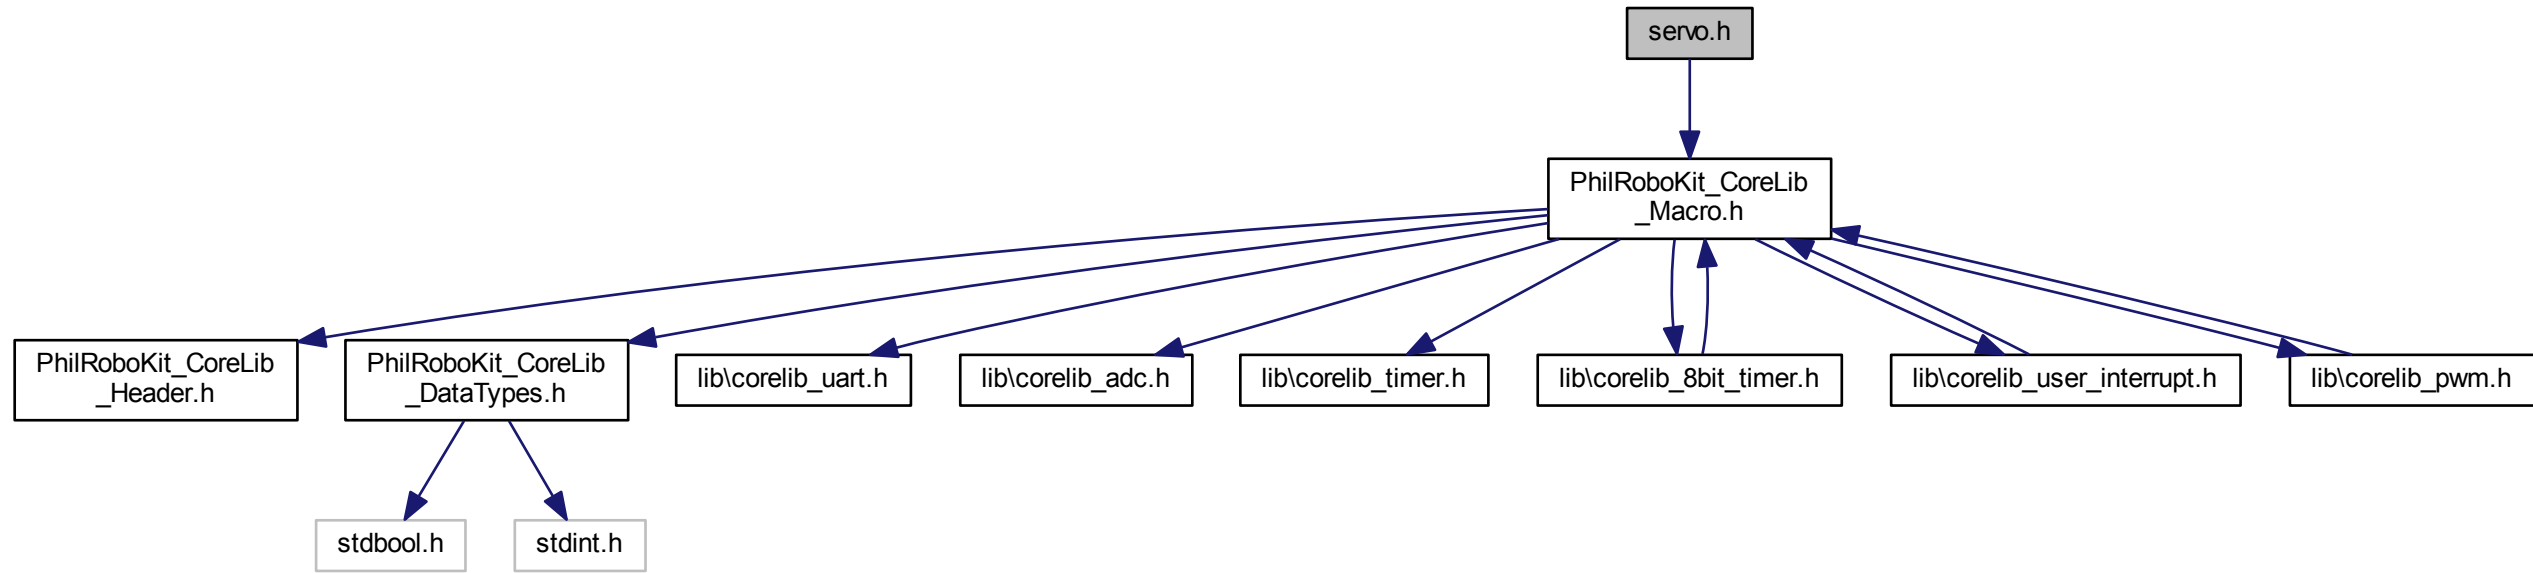 servo.h
PhilRoboKit_CoreLib
_Macro.h
PhilRoboKit_CoreLib
_Header.h
PhilRoboKit_CoreLib
_DataTypes.h
lib\corelib_uart.h
lib\corelib_adc.h
lib\corelib_timer.h
lib\corelib_8bit_timer.h
lib\corelib_user_interrupt.h
lib\corelib_pwm.h
stdbool.h
stdint.h